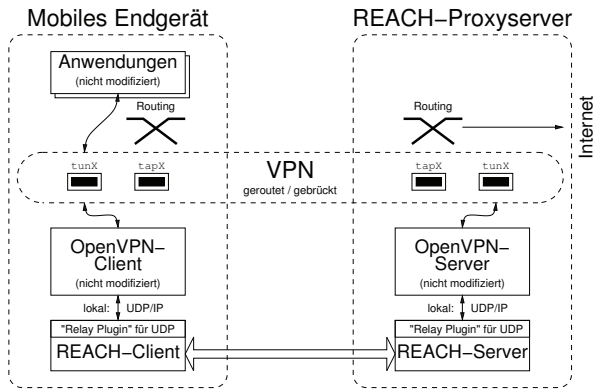 Mobiles Endgerät
REACH−Proxyserver
Anwendungen
(nicht modifiziert)
Routing
Routing
Internet
tunX
tapX
VPN
geroutet / gebrückt
tapX
tunX
OpenVPN−
Client
(nicht modifiziert)
OpenVPN−
Server
(nicht modifiziert)
lokal: UDP/IP
lokal: UDP/IP
"Relay Plugin" für UDP
REACH−Client
"Relay Plugin" für UDP
REACH−Server